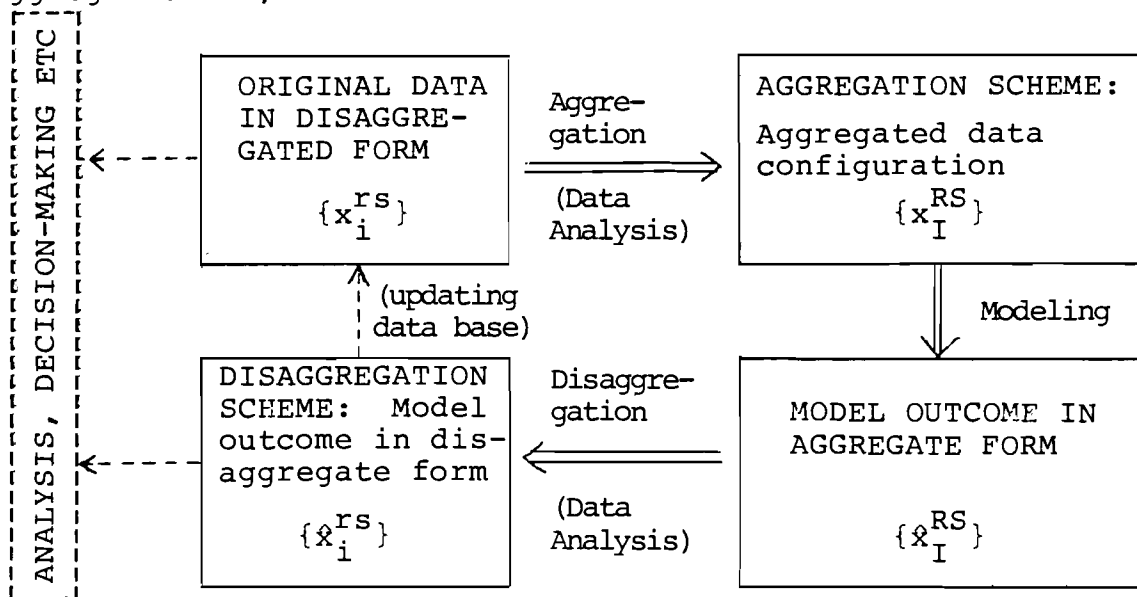 ANALYSIS, DECISION-MAKING ETC
ORIGINAL DATA
IN DISAGGRE-
GATED FORM
{x_i^rs}
Aggre-
gation
(Data
Analysis)
AGGREGATION SCHEME:
Aggregated data
configuration
{x_I^RS}
(updating
data base)
Modeling
DISAGGREGATION
SCHEME: Model
outcome in dis-
aggregate form
{x̂_i^rs}
Disaggre-
gation
(Data
Analysis)
MODEL OUTCOME IN
AGGREGATE FORM
{x̂_I^RS}